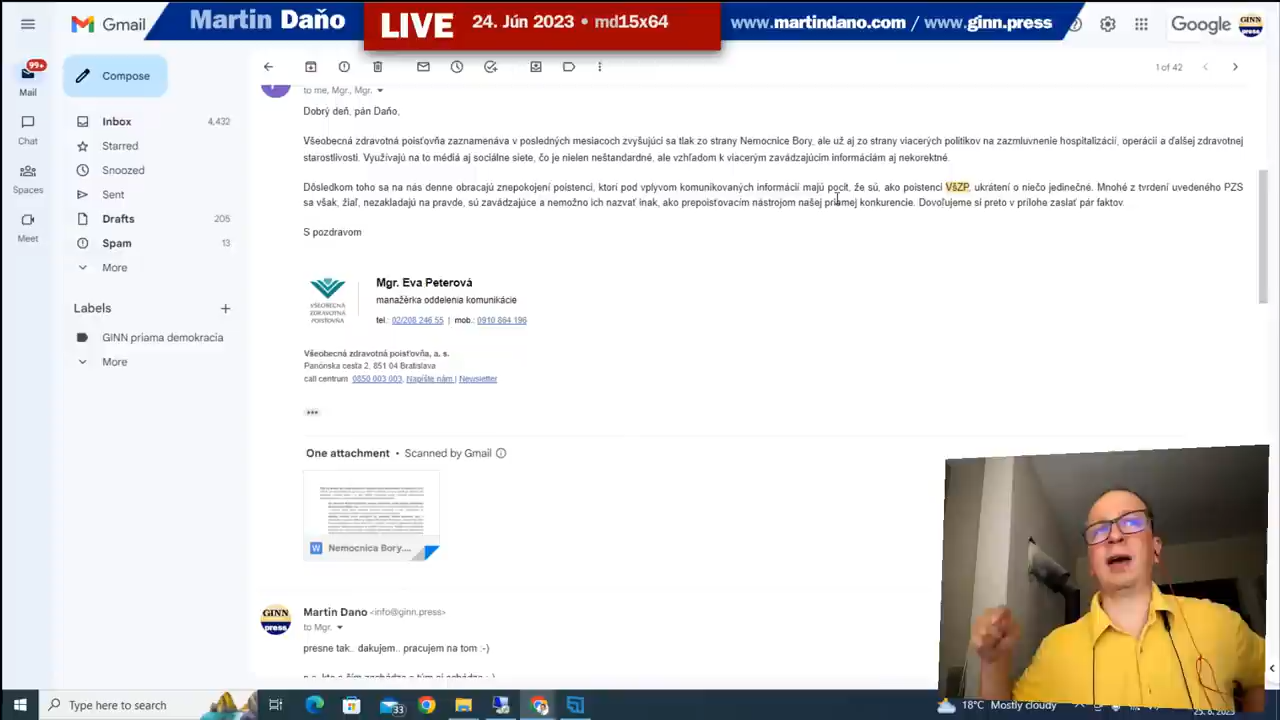 Martin Daňo
LIVE
24. Jún 2023 • md15x64
www.martindano.com / www.ginn.press
Gmail
Google
99+
Mail
Compose
1 of 42
to me, Mgr., Mgr.
Dobrý deň, pán Daňo,
Chat
Inbox 4,432
Starred
Všeobecná zdravotná poisťovňa zaznamenáva v posledných mesiacoch zvyšujúci sa tlak zo strany Nemocnice Bory, ale už aj zo strany viacerých politikov na zazmluvnenie hospitalizácií, operácií a ďalšej zdravotnej
starostlivosti. Využívajú na to médiá aj sociálne siete, čo je nielen neštandardné, ale vzhľadom k viacerým zavádzajúcim informáciám aj nekorektné.
Snoozed
Spaces
Sent
Dôsledkom toho sa na nás denne obracajú znepokojení poistenci, ktorí pod vplyvom komunikovaných informácií majú pocit, že sú, ako poistenci VšZP, ukrátení o niečo jedinečné. Mnohé z tvrdení uvedeného PZS
sa však, žiaľ, nezakladajú na pravde, sú zavádzajúce a nemožno ich nazvať inak, ako prepoisťovacím nástrojom našej priamej konkurencie. Dovoľujeme si preto v prílohe zaslať pár faktov.
Drafts 205
Meet
Spam 13
S pozdravom
More
Labels
GINN priama demokracia
More
VŠEOBECNÁ
ZDRAVOTNÁ
POISŤOVŇA
Mgr. Eva Peterová
manažérka oddelenia komunikácie
tel.: 02/208 246 55 | mob.: 0910 864 196
Všeobecná zdravotná poisťovňa, a. s.
Panónska cesta 2, 851 04 Bratislava
call centrum 0850 003 003, Napíšte nám | Newsletter
One attachment • Scanned by Gmail
W Nemocnica Bory....
GINN
press
Martin Dano <info@ginn.press>
to Mgr.
presne tak.. dakujem.. pracujem na tom :-)
Type here to search
33
18°C Mostly cloudy